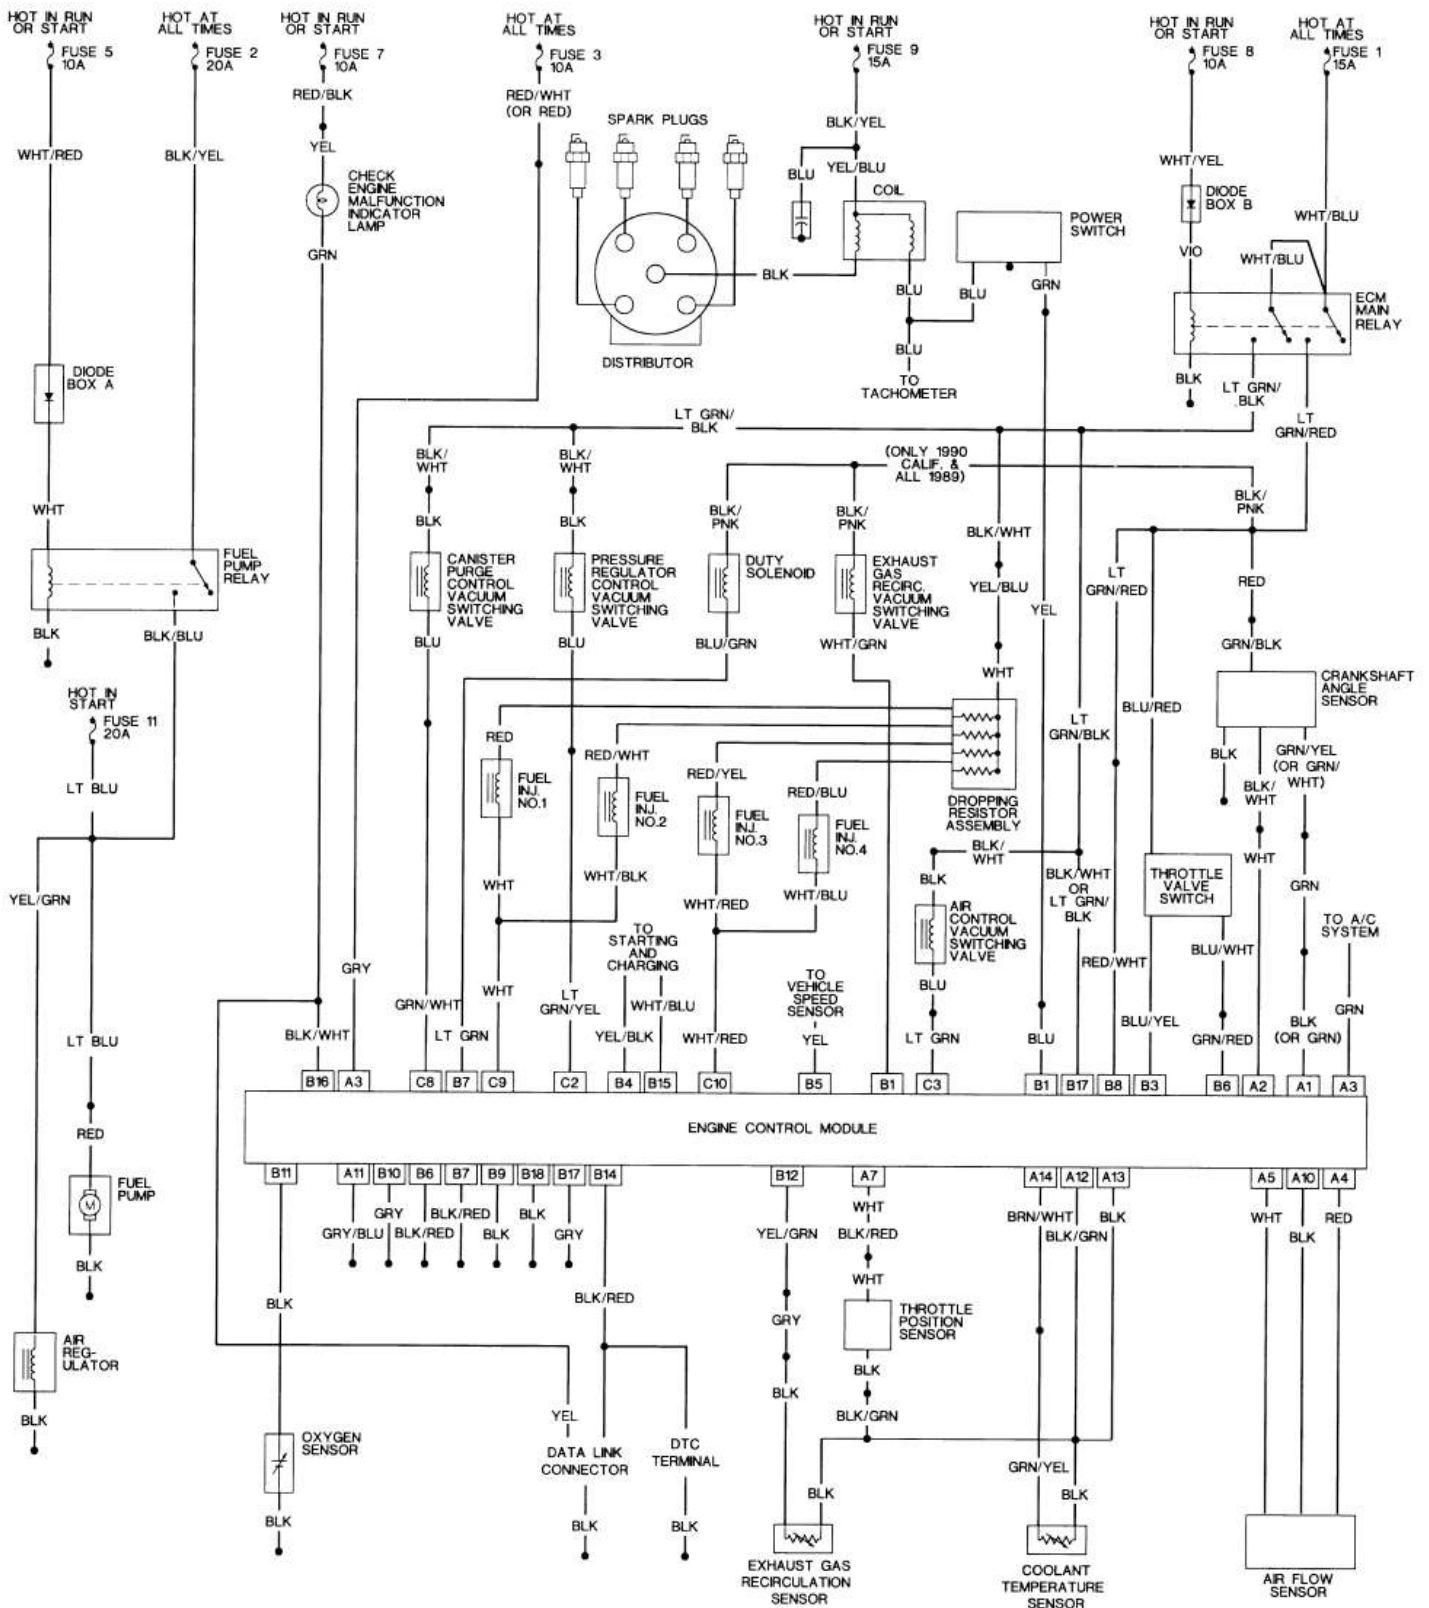 HOT IN RUN
OR START
FUSE 5
10A
HOT AT
ALL TIMES
FUSE 2
20A
HOT IN RUN
OR START
FUSE 7
10A
HOT AT
ALL TIMES
FUSE 3
10A
HOT IN RUN
OR START
FUSE 9
15A
HOT IN RUN
OR START
FUSE 8
10A
HOT AT
ALL TIMES
FUSE 1
15A
RED/BLK
RED/WHT
(OR RED)
SPARK PLUGS
BLK/YEL
WHT/RED
BLK/YEL
YEL
CHECK
ENGINE
MALFUNCTION
INDICATOR
LAMP
BLU
YEL/BLU
COIL
POWER
SWITCH
WHT/YEL
DIODE
BOX B
WHT/BLU
GRN
BLK
BLU
BLU
GRN
VIO
WHT/BLU
ECM
MAIN
RELAY
DISTRIBUTOR
BLU
TO
TACHOMETER
BLK
LT GRN/
BLK
LT
GRN/RED
DIODE
BOX A
LT GRN/
BLK
BLK/
WHT
BLK/
WHT
(ONLY 1990
CALIF. &
ALL 1989)
WHT
BLK
BLK
BLK/
PNK
BLK/
PNK
BLK/WHT
BLK/
PNK
FUEL
PUMP
RELAY
CANISTER
PURGE
CONTROL
VACUUM
SWITCHING
VALVE
PRESSURE
REGULATOR
CONTROL
VACUUM
SWITCHING
VALVE
DUTY
SOLENOID
EXHAUST
GAS
RECIRC.
VACUUM
SWITCHING
VALVE
YEL/BLU
YEL
LT
GRN/RED
RED
BLK
BLK/BLU
BLU
BLU
BLU/GRN
WHT/GRN
WHT
GRN/BLK
HOT IN
START
FUSE 11
20A
CRANKSHAFT
ANGLE
SENSOR
RED
RED/WHT
RED/YEL
RED/BLU
LT
GRN/BLK
BLU/RED
BLK
BLK/
WHT
GRN/YEL
(OR GRN/
WHT)
LT BLU
FUEL
INJ.
NO.1
FUEL
INJ.
NO.2
FUEL
INJ.
NO.3
FUEL
INJ.
NO.4
DROPPING
RESISTOR
ASSEMBLY
BLK/
WHT
YEL/GRN
WHT
WHT/BLK
WHT/RED
WHT/BLU
BLK
BLK/WHT
OR
LT GRN/
BLK
THROTTLE
VALVE
SWITCH
WHT
GRN
TO
STARTING
AND
CHARGING
AIR
CONTROL
VACUUM
SWITCHING
VALVE
TO A/C
SYSTEM
GRY
GRN/WHT
WHT
LT
GRN/YEL
WHT/BLU
TO
VEHICLE
SPEED
SENSOR
BLU
RED/WHT
BLU/WHT
LT BLU
BLK/WHT
LT GRN
YEL/BLK
WHT/RED
YEL
LT GRN
BLU
BLU/YEL
GRN/RED
BLK
(OR GRN)
GRN
B16 A3 C8 B7 C9 C2 B4 B15 C10 B5 B1 C3 B1 B17 B8 B3 B6 A2 A1 A3
ENGINE CONTROL MODULE
B11 A11 B10 B6 B7 B9 B18 B17 B14 B12 A7 A14 A12 A13 A5 A10 A4
RED
FUEL
PUMP
M
BLK
GRY/BLU
GRY
BLK/RED
BLK/RED
BLK
BLK
GRY
YEL/GRN
WHT
BLK/RED
BRN/WHT
BLK/GRN
BLK
WHT
BLK
RED
BLK
BLK/RED
WHT
GRY
THROTTLE
POSITION
SENSOR
AIR
REG-
ULATOR
BLK
BLK
BLK
BLK/GRN
YEL
OXYGEN
SENSOR
DATA LINK
CONNECTOR
DTC
TERMINAL
GRN/YEL
BLK
BLK
BLK
BLK
BLK
EXHAUST GAS
RECIRCULATION
SENSOR
COOLANT
TEMPERATURE
SENSOR
AIR FLOW
SENSOR